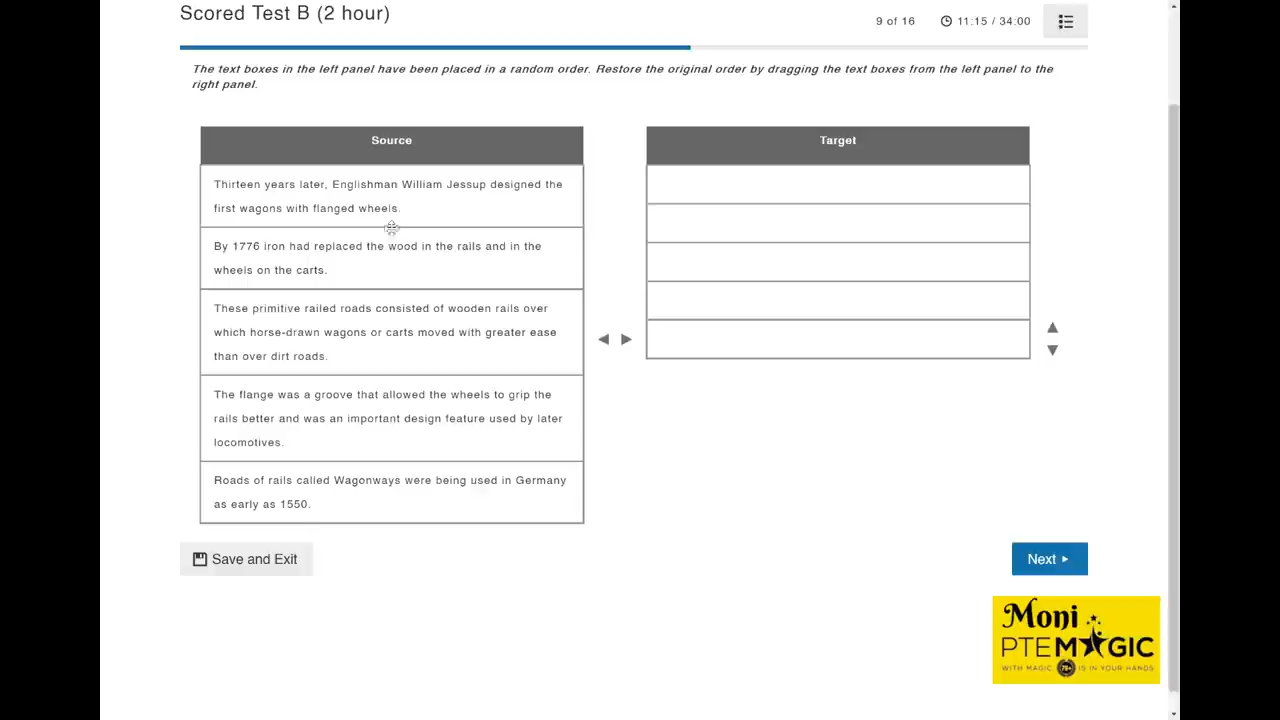 Scored Test B (2 hour)
9 of 16
11:15 / 34:00
The text boxes in the left panel have been placed in a random order. Restore the original order by dragging the text boxes from the left panel to the
right panel.
Source
Target
Thirteen years later, Englishman William Jessup designed the
first wagons with flanged wheels.
By 1776 iron had replaced the wood in the rails and in the
wheels on the carts.
These primitive railed roads consisted of wooden rails over
which horse-drawn wagons or carts moved with greater ease
than over dirt roads.
The flange was a groove that allowed the wheels to grip the
rails better and was an important design feature used by later
locomotives.
Roads of rails called Wagonways were being used in Germany
as early as 1550.
Save and Exit
Next
Moni
PTEMAGIC
WITH MAGIC 79+ IS IN YOUR HANDS